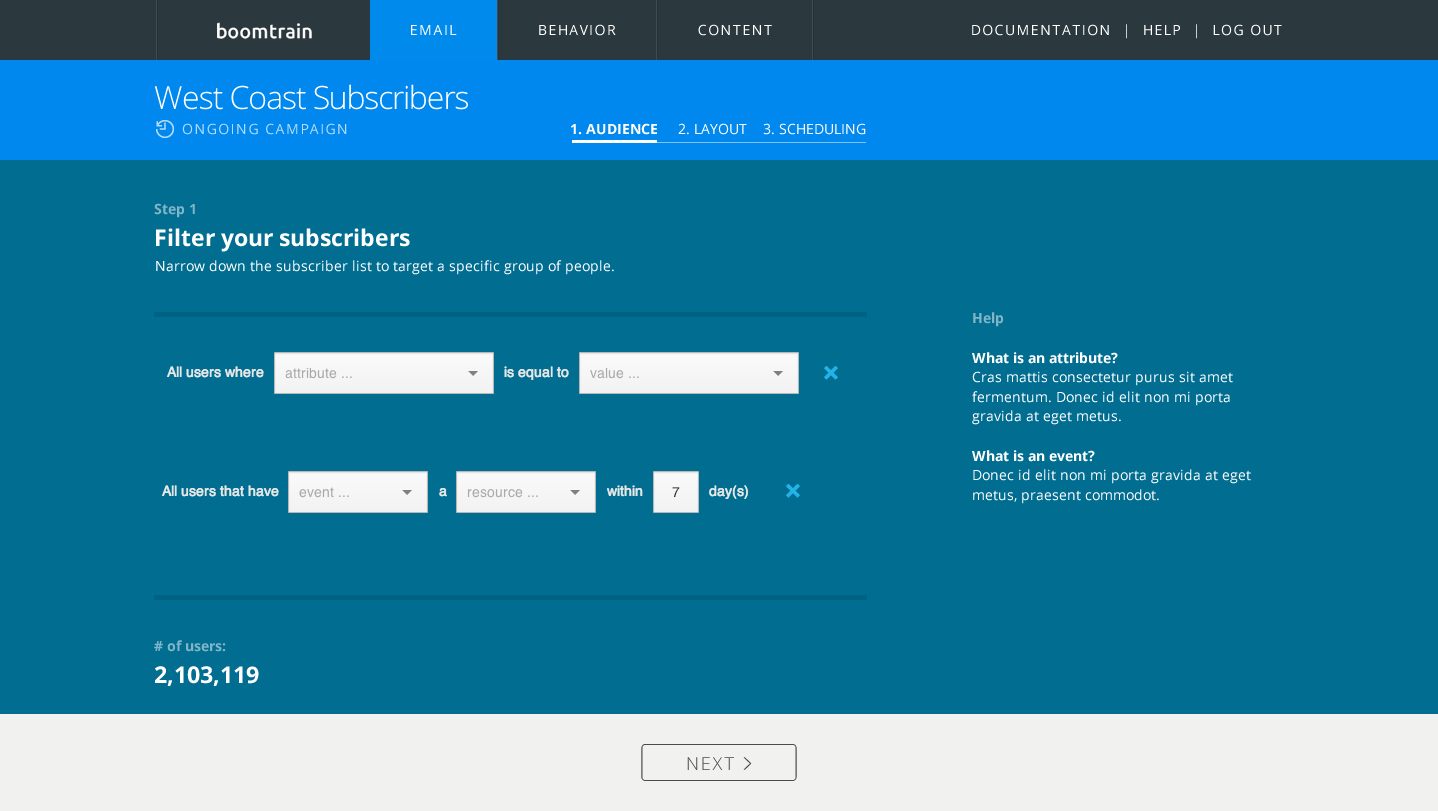 boomtrain
EMAIL
BEHAVIOR
CONTENT
DOCUMENTATION | HELP | LOG OUT
West Coast Subscribers
ONGOING CAMPAIGN
1. AUDIENCE 2. LAYOUT 3. SCHEDULING
Step 1
Filter your subscribers
Narrow down the subscriber list to target a specific group of people.
All users where attribute ... is equal to value ...
All users that have event ... a resource ... within 7 day(s)
# of users:
2,103,119
Help
What is an attribute?
Cras mattis consectetur purus sit amet
fermentum. Donec id elit non mi porta
gravida at eget metus.
What is an event?
Donec id elit non mi porta gravida at eget
metus, praesent commodot.
NEXT